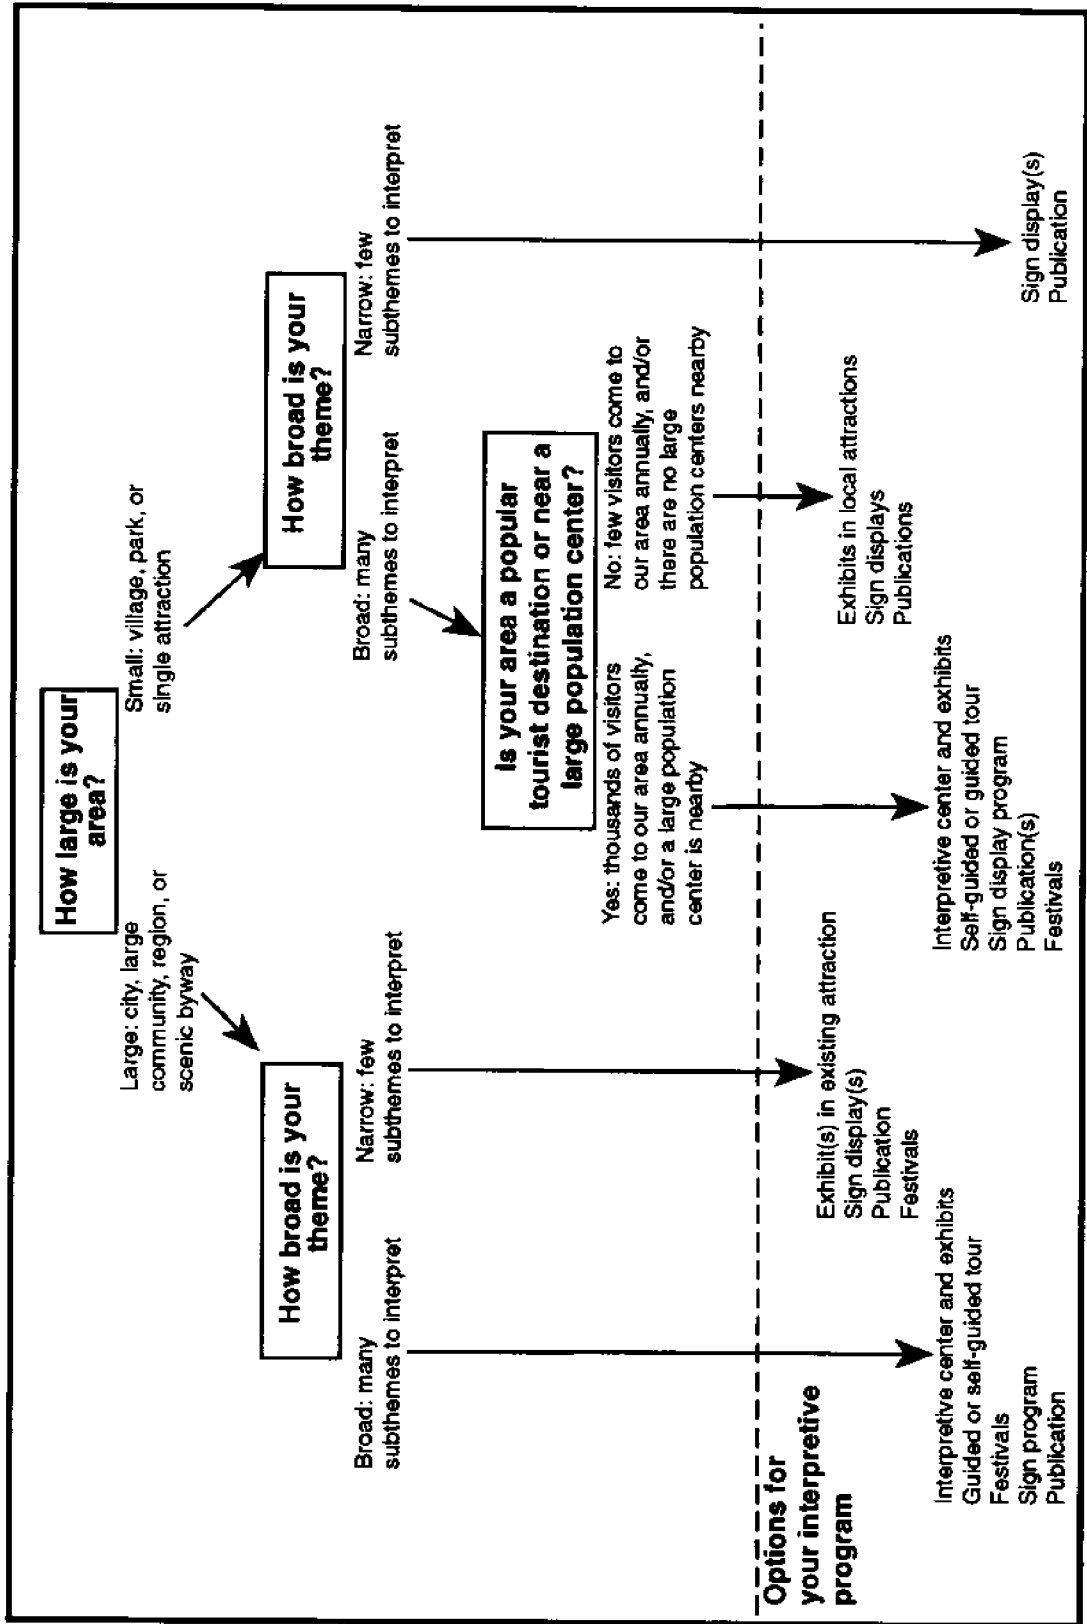 How large is your
area?
Large: city, large
community, region, or
scenic byway
Small: village, park, or
single attraction
How broad is your
theme?
Broad: many
subthemes to interpret
Narrow: few
subthemes to interpret
How broad is your
theme?
Broad: many
subthemes to interpret
Narrow: few
subthemes to interpret
Is your area a popular
tourist destination or near a
large population center?
Yes: thousands of visitors
come to our area annually,
and/or a large population
center is nearby
No: few visitors come to
our area annually, and/or
there are no large
population centers nearby
Options for
your interpretive
program
Interpretive center and exhibits
Guided or self-guided tour
Festivals
Sign program
Publication
Exhibit(s) in existing attraction
Sign display(s)
Publication
Festivals
Interpretive center and exhibits
Self-guided or guided tour
Sign display program
Publication(s)
Festivals
Exhibits in local attractions
Sign displays
Publications
Sign display(s)
Publication